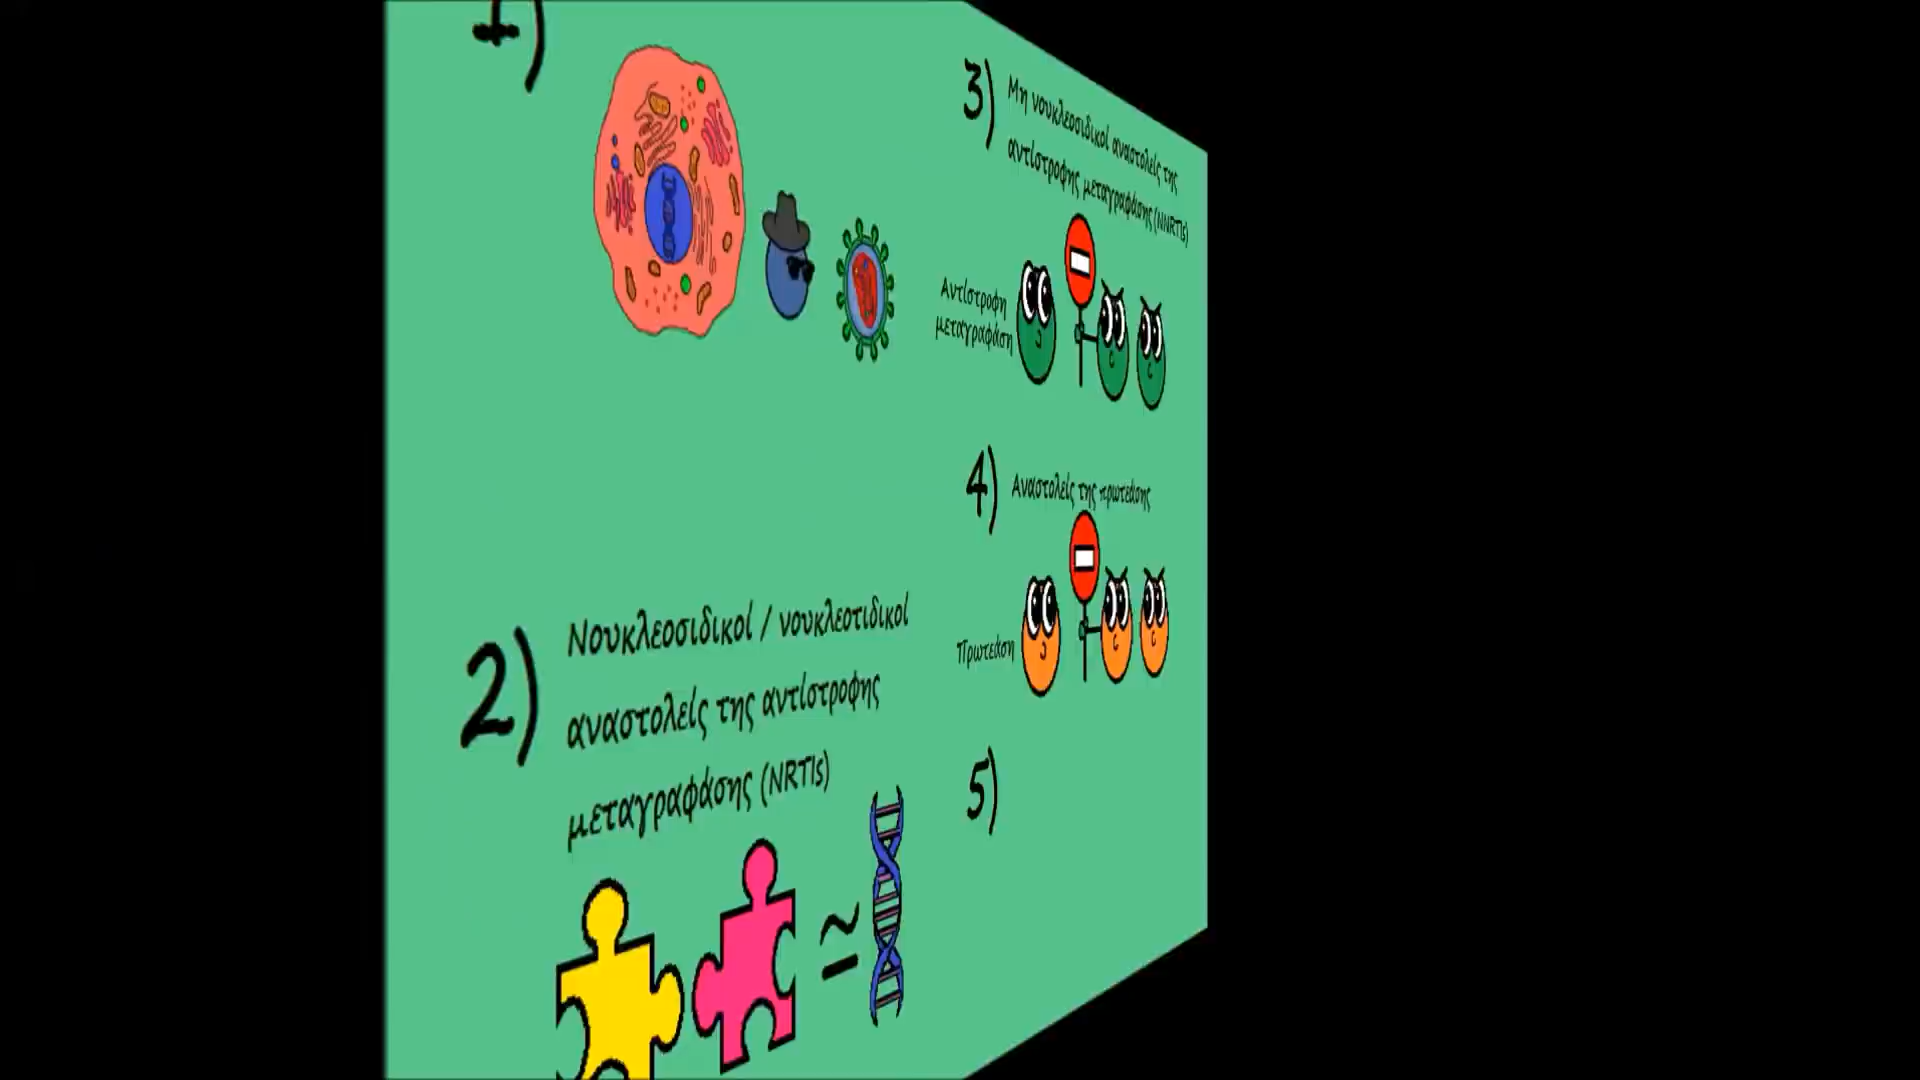 1)
2) Νουκλεοσιδικοί / νουκλεοτιδικοί
αναστολείς της αντίστροφης
μεταγραφάσης (NRTIs)
≃
3) Μη νουκλεοσιδικοί αναστολείς της
αντίστροφης μεταγραφάσης (NNRTIs)
Αντίστροφη
μεταγραφάση
4) Αναστολείς της πρωτεάσης
Πρωτεάση
5)